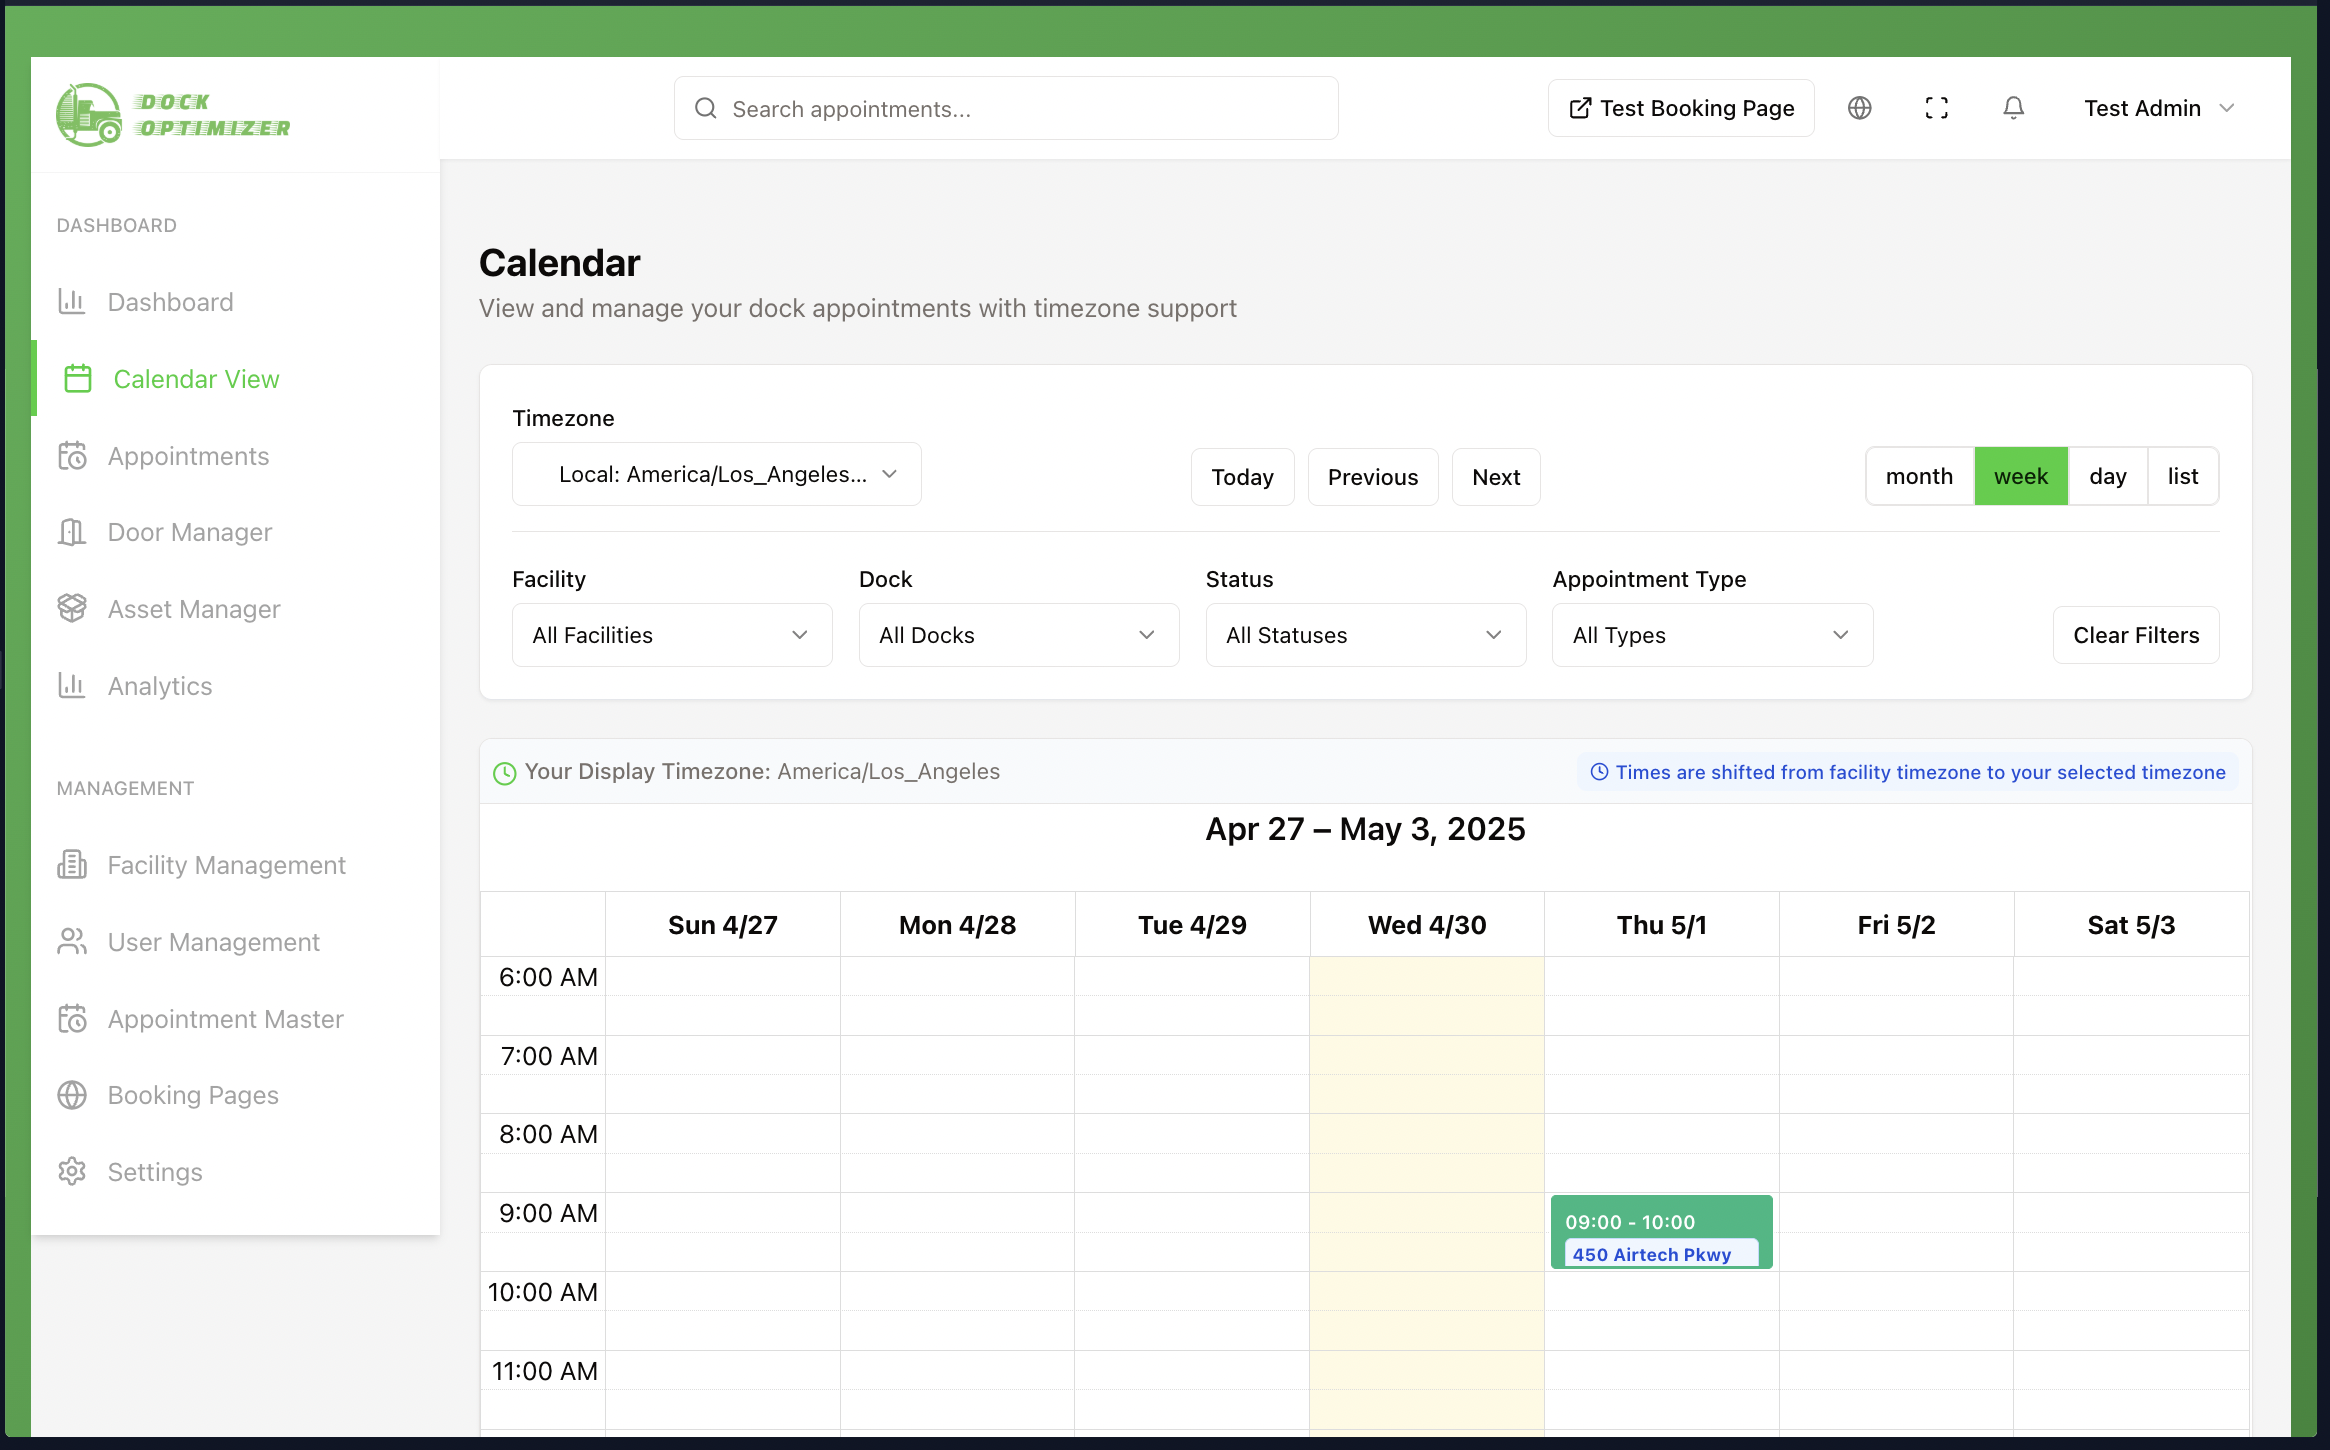 DOCK
OPTIMIZER
Search appointments...
Test Booking Page
Test Admin
DASHBOARD
Dashboard
Calendar View
Appointments
Door Manager
Asset Manager
Analytics
MANAGEMENT
Facility Management
User Management
Appointment Master
Booking Pages
Settings
Calendar
View and manage your dock appointments with timezone support
Timezone
Local: America/Los_Angeles...
Today
Previous
Next
month
week
day
list
Facility
Dock
Status
Appointment Type
All Facilities
All Docks
All Statuses
All Types
Clear Filters
Your Display Timezone: America/Los_Angeles
Times are shifted from facility timezone to your selected timezone
Apr 27 – May 3, 2025
Sun 4/27
Mon 4/28
Tue 4/29
Wed 4/30
Thu 5/1
Fri 5/2
Sat 5/3
6:00 AM
7:00 AM
8:00 AM
9:00 AM
09:00 - 10:00
450 Airtech Pkwy
10:00 AM
11:00 AM